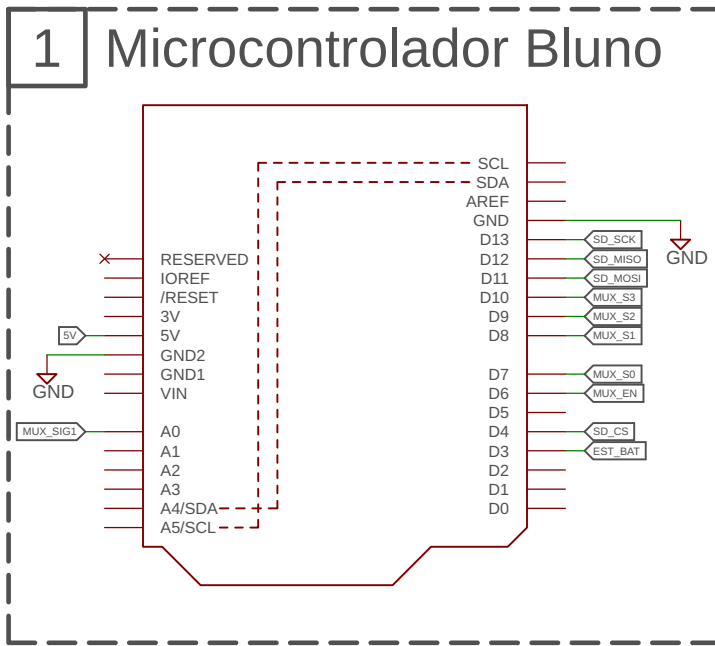 1 Microcontrolador Bluno
SCL
SDA
AREF
GND
D13 SD_SCK
RESERVED D12 SD_MISO GND
IOREF D11 SD_MOSI
/RESET D10 MUX_S3
3V D9 MUX_S2
5V 5V D8 MUX_S1
GND2
GND GND1 D7 MUX_S0
VIN D6 MUX_EN
D5
MUX_SIG1 A0 D4 SD_CS
A1 D3 EST_BAT
A2 D2
A3 D1
A4/SDA D0
A5/SCL